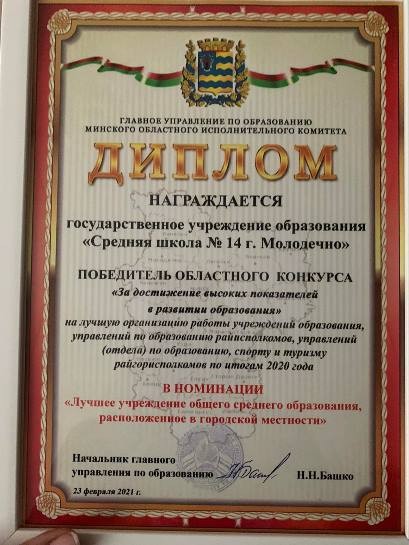 ГЛАВНОЕ УПРАВЛЕНИЕ ПО ОБРАЗОВАНИЮ
МИНСКОГО ОБЛАСТНОГО ИСПОЛНИТЕЛЬНОГО КОМИТЕТА
ДИПЛОМ
НАГРАЖДАЕТСЯ
государственное учреждение образования
«Средняя школа № 14 г. Молодечно»
ПОБЕДИТЕЛЬ ОБЛАСТНОГО КОНКУРСА
«За достижение высоких показателей
в развитии образования»
на лучшую организацию работы учреждений образования,
управлений по образованию райисполкомов, управлений
(отдела) по образованию, спорту и туризму
райгорисполкомов по итогам 2020 года
В НОМИНАЦИИ
«Лучшее учреждение общего среднего образования,
расположенное в городской местности»
Начальник главного
управления по образованию Н.Н.Башко
23 февраля 2021 г.